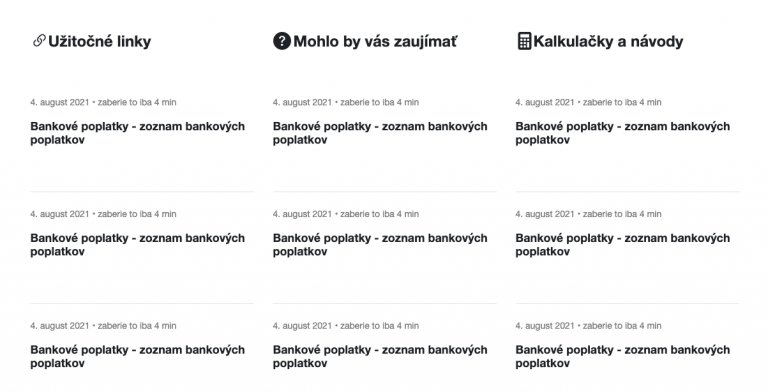 Užitočné linky
Mohlo by vás zaujímať
Kalkulačky a návody
4. august 2021 • zaberie to iba 4 min
Bankové poplatky - zoznam bankových
poplatkov
4. august 2021 • zaberie to iba 4 min
Bankové poplatky - zoznam bankových
poplatkov
4. august 2021 • zaberie to iba 4 min
Bankové poplatky - zoznam bankových
poplatkov
4. august 2021 • zaberie to iba 4 min
Bankové poplatky - zoznam bankových
poplatkov
4. august 2021 • zaberie to iba 4 min
Bankové poplatky - zoznam bankových
poplatkov
4. august 2021 • zaberie to iba 4 min
Bankové poplatky - zoznam bankových
poplatkov
4. august 2021 • zaberie to iba 4 min
Bankové poplatky - zoznam bankových
poplatkov
4. august 2021 • zaberie to iba 4 min
Bankové poplatky - zoznam bankových
poplatkov
4. august 2021 • zaberie to iba 4 min
Bankové poplatky - zoznam bankových
poplatkov